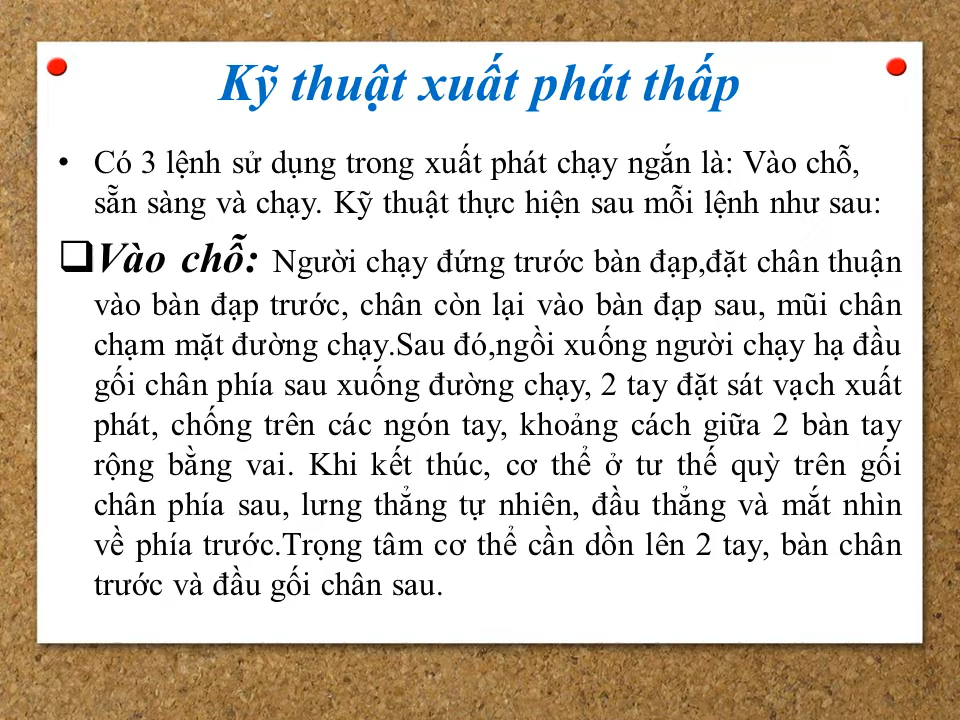 Kỹ thuật xuất phát thấp
• Có 3 lệnh sử dụng trong xuất phát chạy ngắn là: Vào chỗ,
sẵn sàng và chạy. Kỹ thuật thực hiện sau mỗi lệnh như sau:
❑Vào chỗ: Người chạy đứng trước bàn đạp,đặt chân thuận
vào bàn đạp trước, chân còn lại vào bàn đạp sau, mũi chân
chạm mặt đường chạy.Sau đó,ngồi xuống người chạy hạ đầu
gối chân phía sau xuống đường chạy, 2 tay đặt sát vạch xuất
phát, chống trên các ngón tay, khoảng cách giữa 2 bàn tay
rộng bằng vai. Khi kết thúc, cơ thể ở tư thế quỳ trên gối
chân phía sau, lưng thẳng tự nhiên, đầu thẳng và mắt nhìn
về phía trước.Trọng tâm cơ thể cần dồn lên 2 tay, bàn chân
trước và đầu gối chân sau.